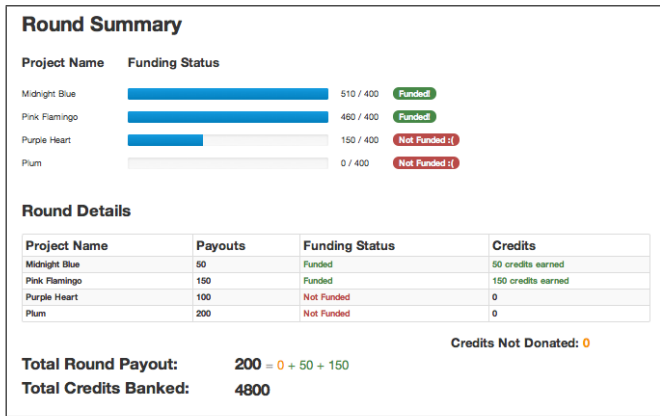 Round Summary
Project Name Funding Status
Midnight Blue 510 / 400 Funded!
Pink Flamingo 460 / 400 Funded!
Purple Heart 150 / 400 Not Funded :(
Plum 0 / 400 Not Funded :(
Round Details
Project Name Payouts Funding Status Credits
Midnight Blue 50 Funded 50 credits earned
Pink Flamingo 150 Funded 150 credits earned
Purple Heart 100 Not Funded 0
Plum 200 Not Funded 0
Credits Not Donated: 0
Total Round Payout: 200 = 0 + 50 + 150
Total Credits Banked: 4800